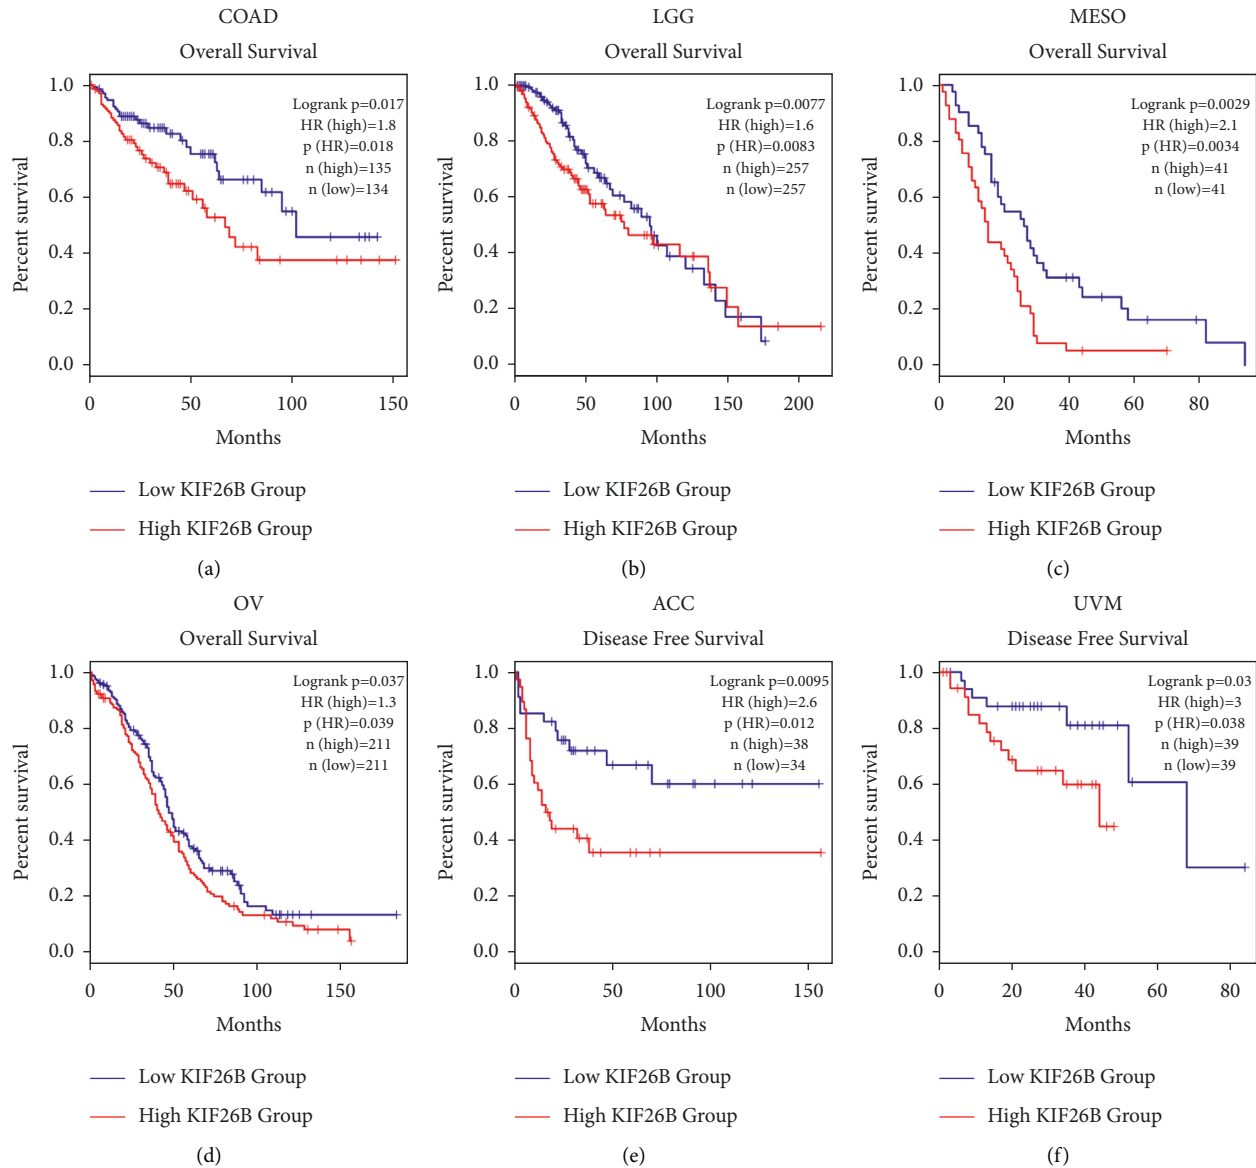 COAD
Overall Survival
Logrank p=0.017
HR (high)=1.8
p (HR)=0.018
n (high)=135
n (low)=134
Percent survival
1.0
0.8
0.6
0.4
0.2
0.0
0 50 100 150
Months
Low KIF26B Group
High KIF26B Group
(a)
LGG
Overall Survival
Logrank p=0.0077
HR (high)=1.6
p (HR)=0.0083
n (high)=257
n (low)=257
Percent survival
1.0
0.8
0.6
0.4
0.2
0.0
0 50 100 150 200
Months
Low KIF26B Group
High KIF26B Group
(b)
MESO
Overall Survival
Logrank p=0.0029
HR (high)=2.1
p (HR)=0.0034
n (high)=41
n (low)=41
Percent survival
1.0
0.8
0.6
0.4
0.2
0.0
0 20 40 60 80
Months
Low KIF26B Group
High KIF26B Group
(c)
OV
Overall Survival
Logrank p=0.037
HR (high)=1.3
p (HR)=0.039
n (high)=211
n (low)=211
Percent survival
1.0
0.8
0.6
0.4
0.2
0.0
0 50 100 150
Months
Low KIF26B Group
High KIF26B Group
(d)
ACC
Disease Free Survival
Logrank p=0.0095
HR (high)=2.6
p (HR)=0.012
n (high)=38
n (low)=34
Percent survival
1.0
0.8
0.6
0.4
0.2
0.0
0 50 100 150
Months
Low KIF26B Group
High KIF26B Group
(e)
UVM
Disease Free Survival
Logrank p=0.03
HR (high)=3
p (HR)=0.038
n (high)=39
n (low)=39
Percent survival
1.0
0.8
0.6
0.4
0.2
0.0
0 20 40 60 80
Months
Low KIF26B Group
High KIF26B Group
(f)